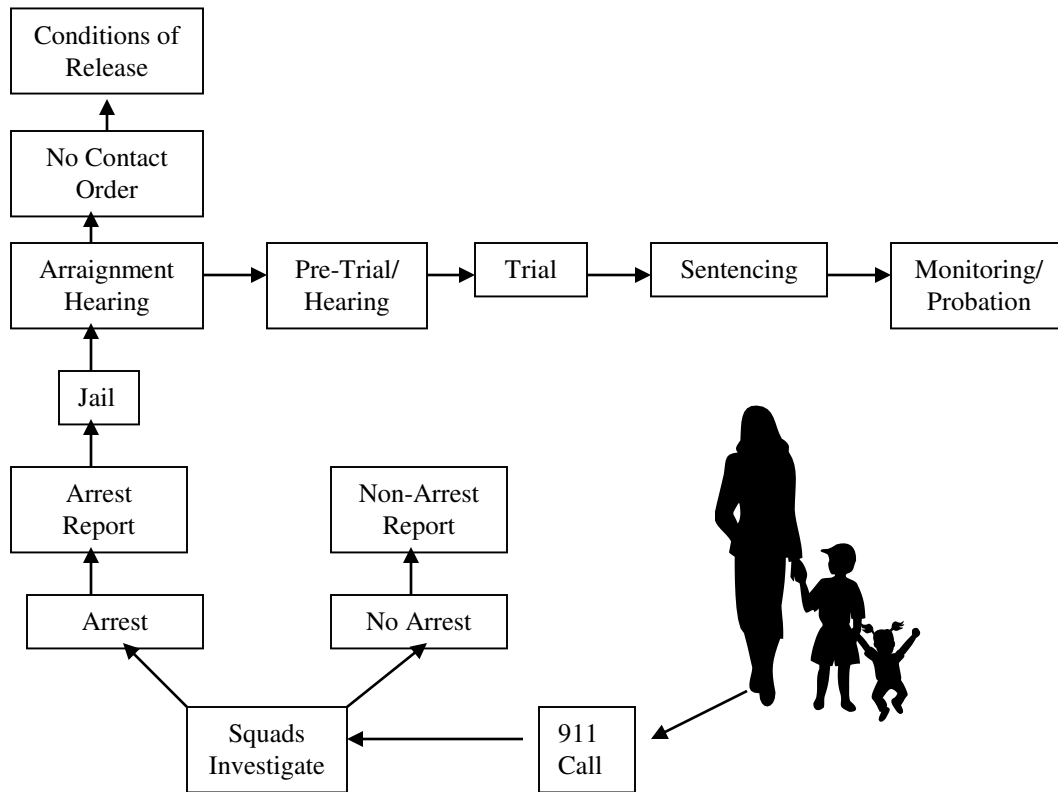 Conditions of
Release
No Contact
Order
Arraignment
Hearing
Pre-Trial/
Hearing
Trial
Sentencing
Monitoring/
Probation
Jail
Arrest
Report
Non-Arrest
Report
Arrest
No Arrest
Squads
Investigate
911
Call